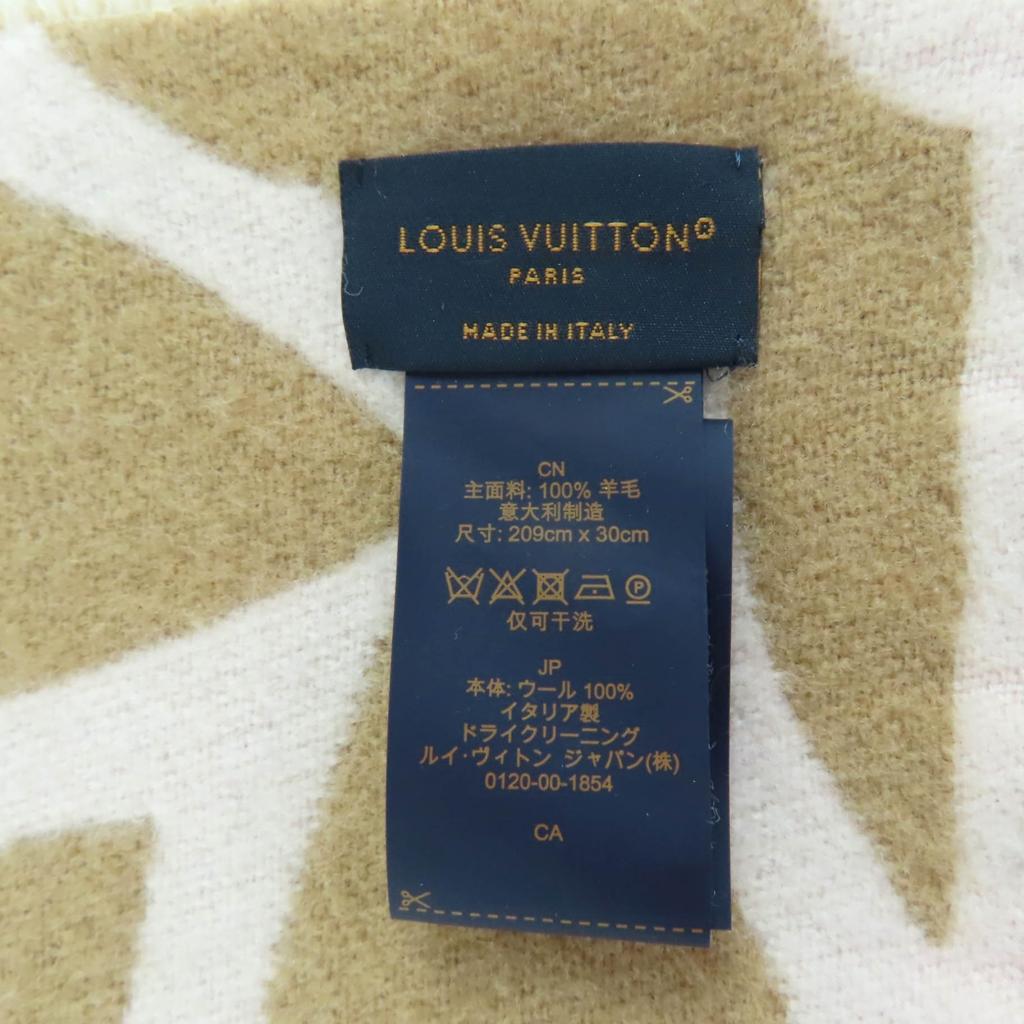 LOUIS VUITTON®
PARIS
MADE IN ITALY
CN
主面料: 100% 羊毛
意大利制造
尺寸: 209cm x 30cm
P
仅可干洗
JP
本体: ウール 100%
イタリア製
ドライクリーニング
ルイ·ヴィトン ジャパン(株)
0120-00-1854
CA